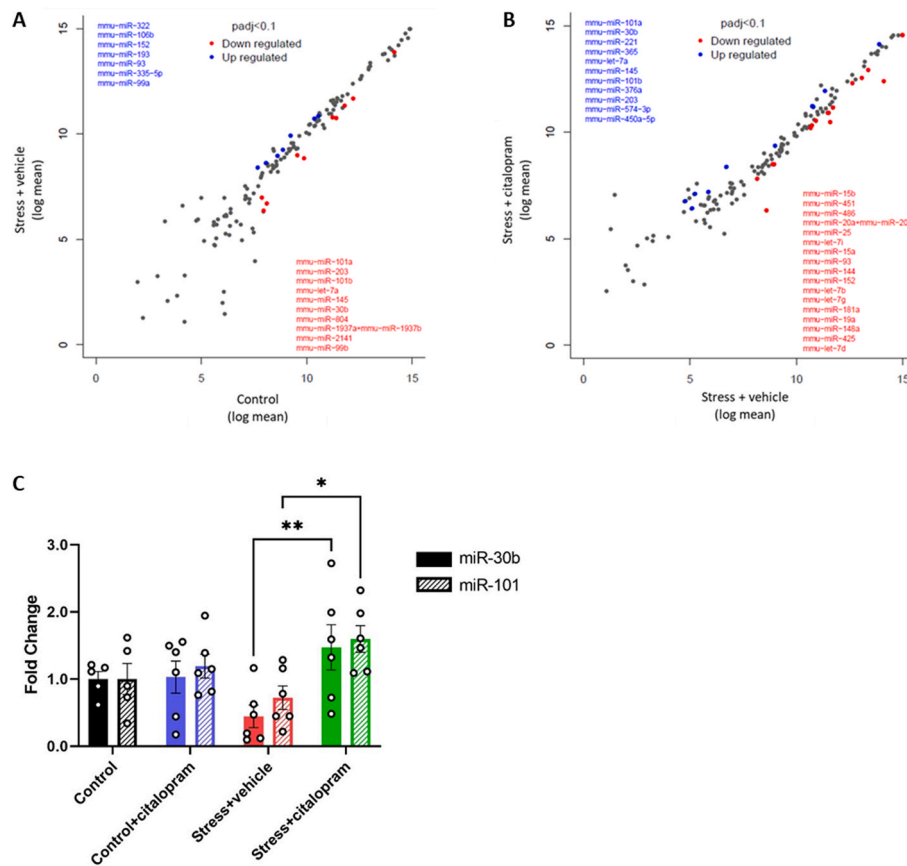 A
mmu-miR-322
mmu-miR-106b
mmu-miR-152
mmu-miR-193
mmu-miR-93
mmu-miR-335-5p
mmu-miR-99a
padj<0.1
Down regulated
Up regulated
15
10
5
0
Stress + vehicle
(log mean)
mmu-miR-101a
mmu-miR-203
mmu-miR-101b
mmu-let-7a
mmu-miR-145
mmu-miR-30b
mmu-miR-804
mmu-miR-1937a+mmu-miR-1937b
mmu-miR-2141
mmu-miR-99b
0 5 10 15
Control
(log mean)
B
mmu-miR-101a
mmu-miR-30b
mmu-miR-221
mmu-miR-365
mmu-let-7a
mmu-miR-145
mmu-miR-101b
mmu-miR-376a
mmu-miR-203
mmu-miR-574-3p
mmu-miR-450a-5p
padj<0.1
Down regulated
Up regulated
15
10
5
0
Stress + citalopram
(log mean)
mmu-miR-15b
mmu-miR-451
mmu-miR-486
mmu-miR-20a+mmu-miR-20
mmu-miR-25
mmu-let-7i
mmu-miR-15a
mmu-miR-93
mmu-miR-144
mmu-miR-152
mmu-let-7b
mmu-let-7g
mmu-miR-181a
mmu-miR-19a
mmu-miR-148a
mmu-miR-425
mmu-let-7d
0 5 10 15
Stress + vehicle
(log mean)
C
*
**
3.0
2.0
1.0
0.0
Fold Change
miR-30b
miR-101
Control
Control+citalopram
Stress+vehicle
Stress+citalopram